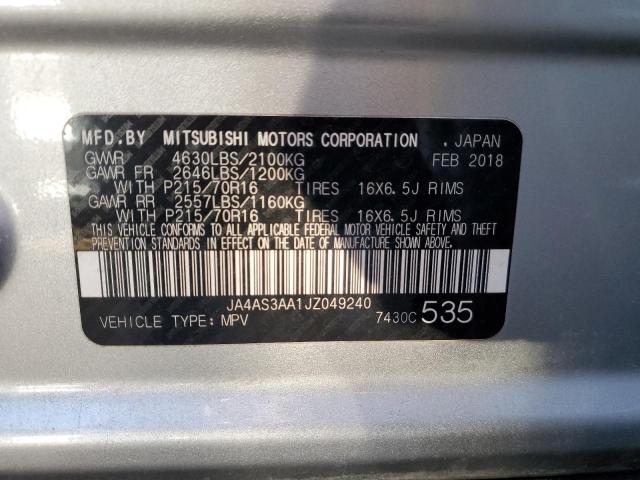 MFD.BY MITSUBISHI MOTORS CORPORATION . JAPAN
GVWR 4630LBS/2100KG FEB 2018
GAWR FR 2646LBS/1200KG
WITH P215/70R16 TIRES 16X6.5J RIMS
GAWR RR 2557LBS/1160KG
WITH P215/70R16 TIRES 16X6.5J RIMS
THIS VEHICLE CONFORMS TO ALL APPLICABLE FEDERAL MOTOR VEHICLE SAFETY AND
THEFT PREVENTION STANDARDS IN EFFECT ON THE DATE OF MANUFACTURE SHOWN ABOVE.
JA4AS3AA1JZ049240
VEHICLE TYPE: MPV 7430C 535